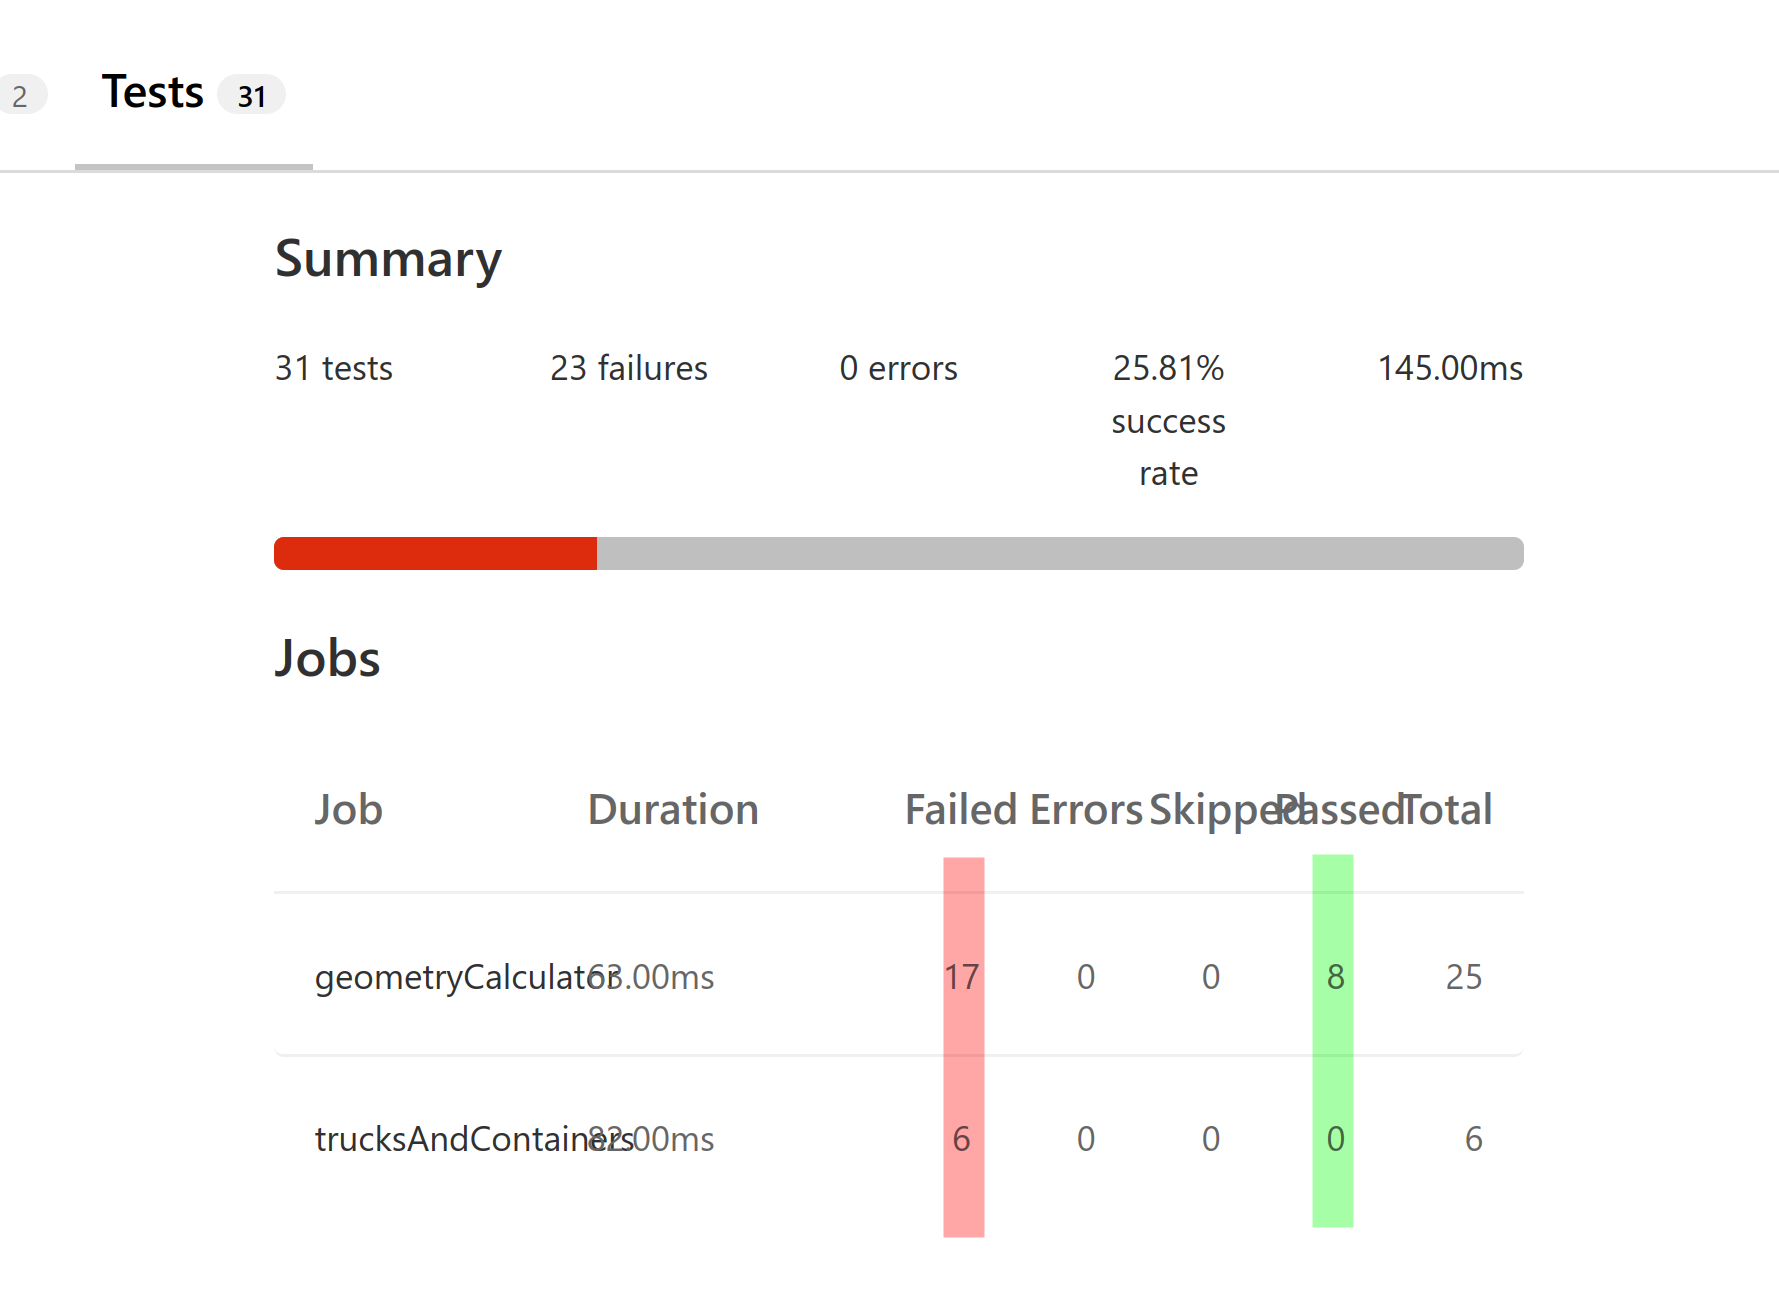 2 Tests 31
Summary
31 tests 23 failures 0 errors 25.81% success rate 145.00ms
Jobs
Job Duration Failed Errors Skipped Passed Total
geometryCalculator 63.00ms 17 0 0 8 25
trucksAndContainers 82.00ms 6 0 0 0 6